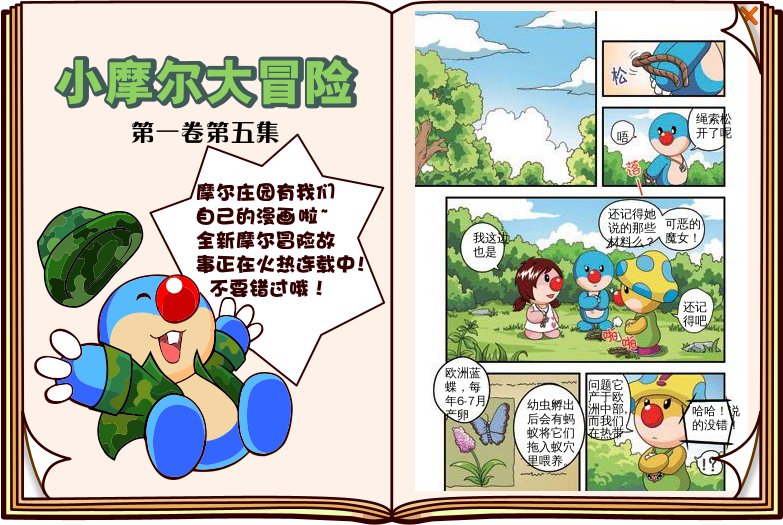 小摩尔大冒险
第一卷第五集
摩尔庄园有我们
自己的漫画啦~
全新摩尔冒险故
事正在火热连载中!
不要错过哦!
松
绳索松
开了呢
唔
落
我这边
也是
还记得她
说的那些
材料么?
可恶的
魔女!
还记
得吧
啪
啪
欧洲蓝
蝶，每
年6-7月
产卵
幼虫孵出
后会有蚂
蚁将它们
拖入蚁穴
里喂养
问题它
产于欧
洲中部,
而我们
在热带
哈哈！说
的没错！
!?